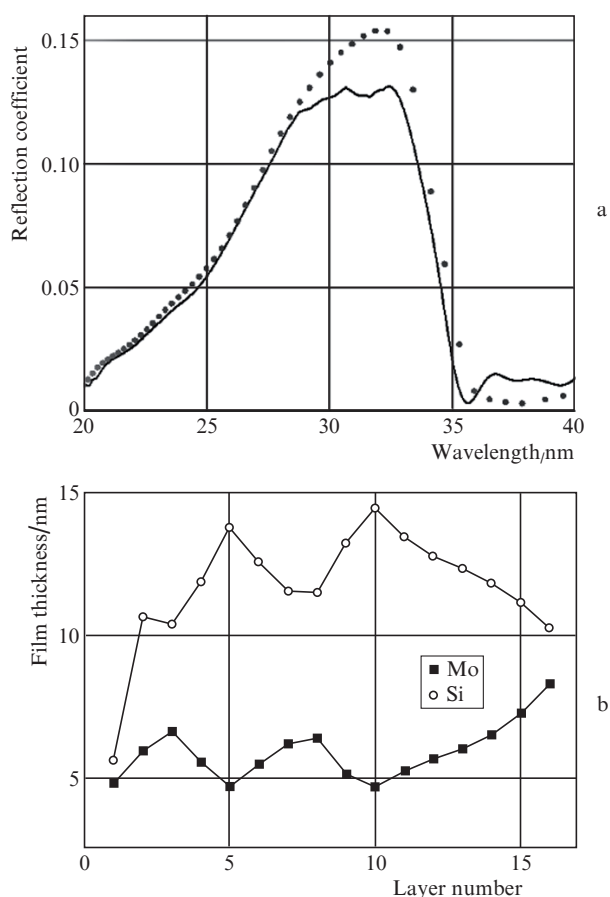 0.15
0.10
0.05
0
Reflection coefficient
20
25
30
35
40
Wavelength/nm
a
15
10
5
Film thickness/nm
Mo
Si
0
5
10
15
Layer number
b